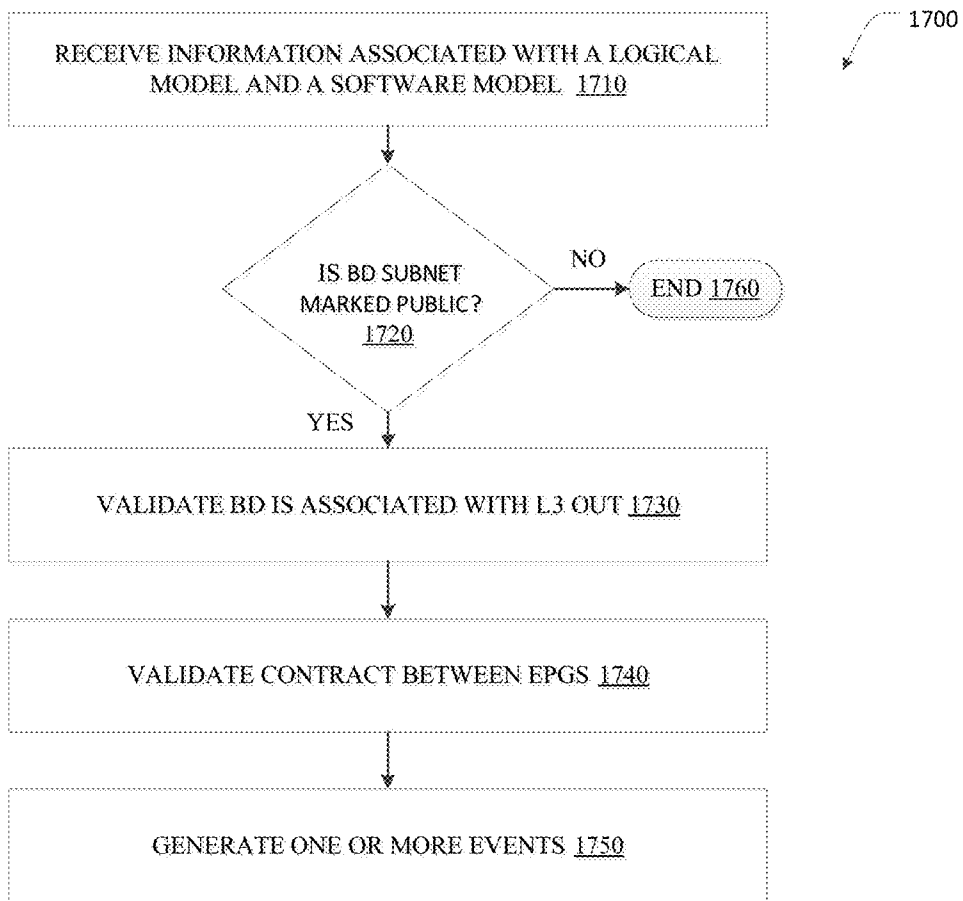 1700
RECEIVE INFORMATION ASSOCIATED WITH A LOGICAL
MODEL AND A SOFTWARE MODEL 1710
IS BD SUBNET
MARKED PUBLIC?
1720
NO
END 1760
YES
VALIDATE BD IS ASSOCIATED WITH L3 OUT 1730
VALIDATE CONTRACT BETWEEN EPGS 1740
GENERATE ONE OR MORE EVENTS 1750